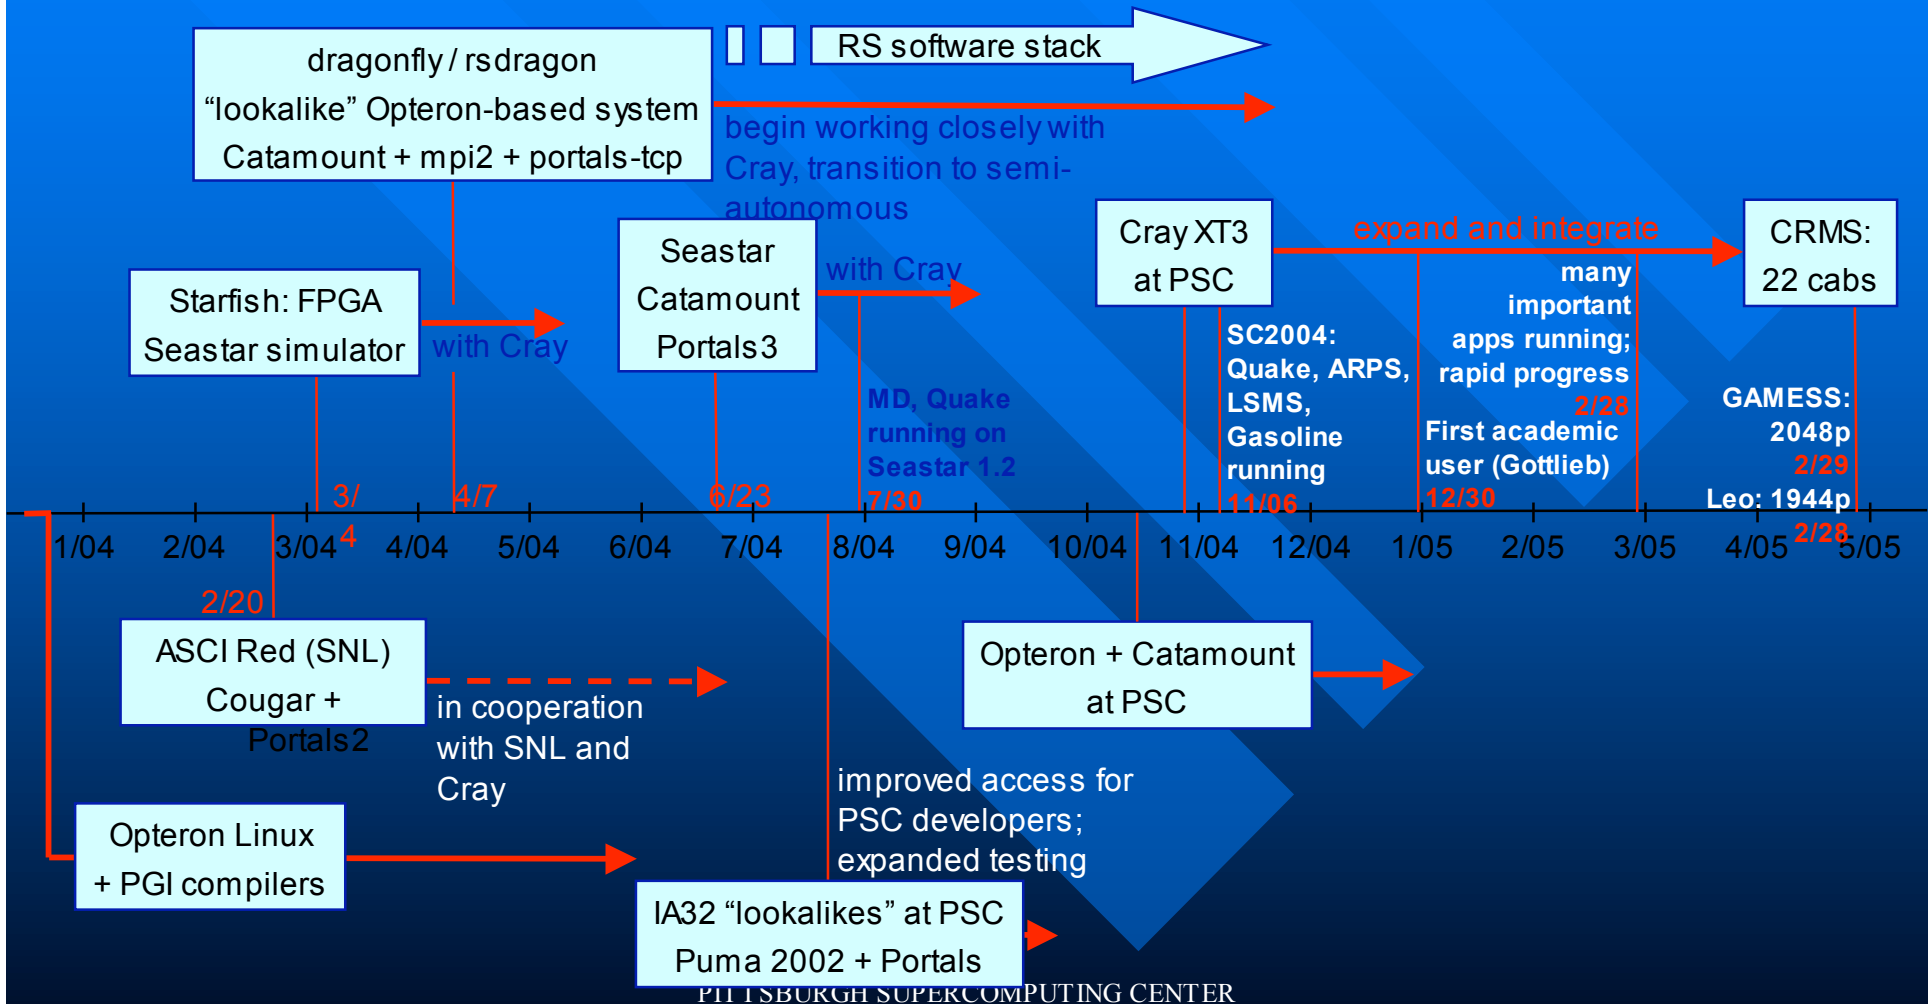 dragonfly / rsdragon
“lookalike” Opteron-based system
Catamount + mpi2 + portals-tcp
RS software stack
begin working closely with
Cray, transition to semi-
autonomous
Starfish: FPGA
Seastar simulator
with Cray
Seastar
Catamount
Portals3
with Cray
MD, Quake
running on
Seastar 1.2
7/30
Cray XT3
at PSC
expand and integrate
CRMS:
22 cabs
SC2004:
Quake, ARPS,
LSMS,
Gasoline
running
11/06
many
important
apps running;
rapid progress
2/28
First academic
user (Gottlieb)
12/30
GAMESS:
2048p
2/29
Leo: 1944p
2/28
3/
4
4/7
6/23
1/04 2/04 3/04 4/04 5/04 6/04 7/04 8/04 9/04 10/04 11/04 12/04 1/05 2/05 3/05 4/05 5/05
2/20
ASCI Red (SNL)
Cougar +
Portals2
in cooperation
with SNL and
Cray
Opteron + Catamount
at PSC
improved access for
PSC developers;
expanded testing
Opteron Linux
+ PGI compilers
IA32 “lookalikes” at PSC
Puma 2002 + Portals
PITTSBURGH SUPERCOMPUTING CENTER